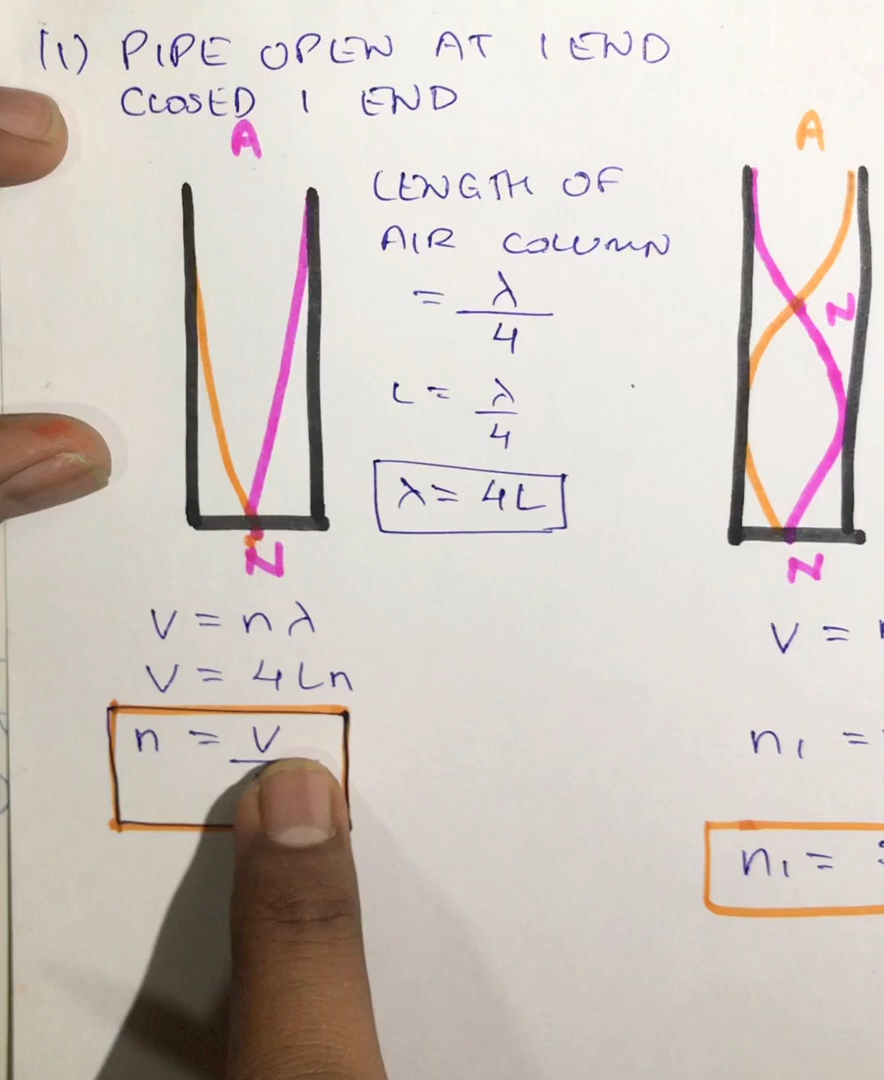 (1) PIPE OPEN AT 1 END
CLOSED 1 END
A
A
LENGTH OF
AIR COLUMN
= λ/4
L = λ/4
λ = 4L
N
N
N
V = nλ
V = 4Ln
n = V
V =
n₁ =
n₁ =